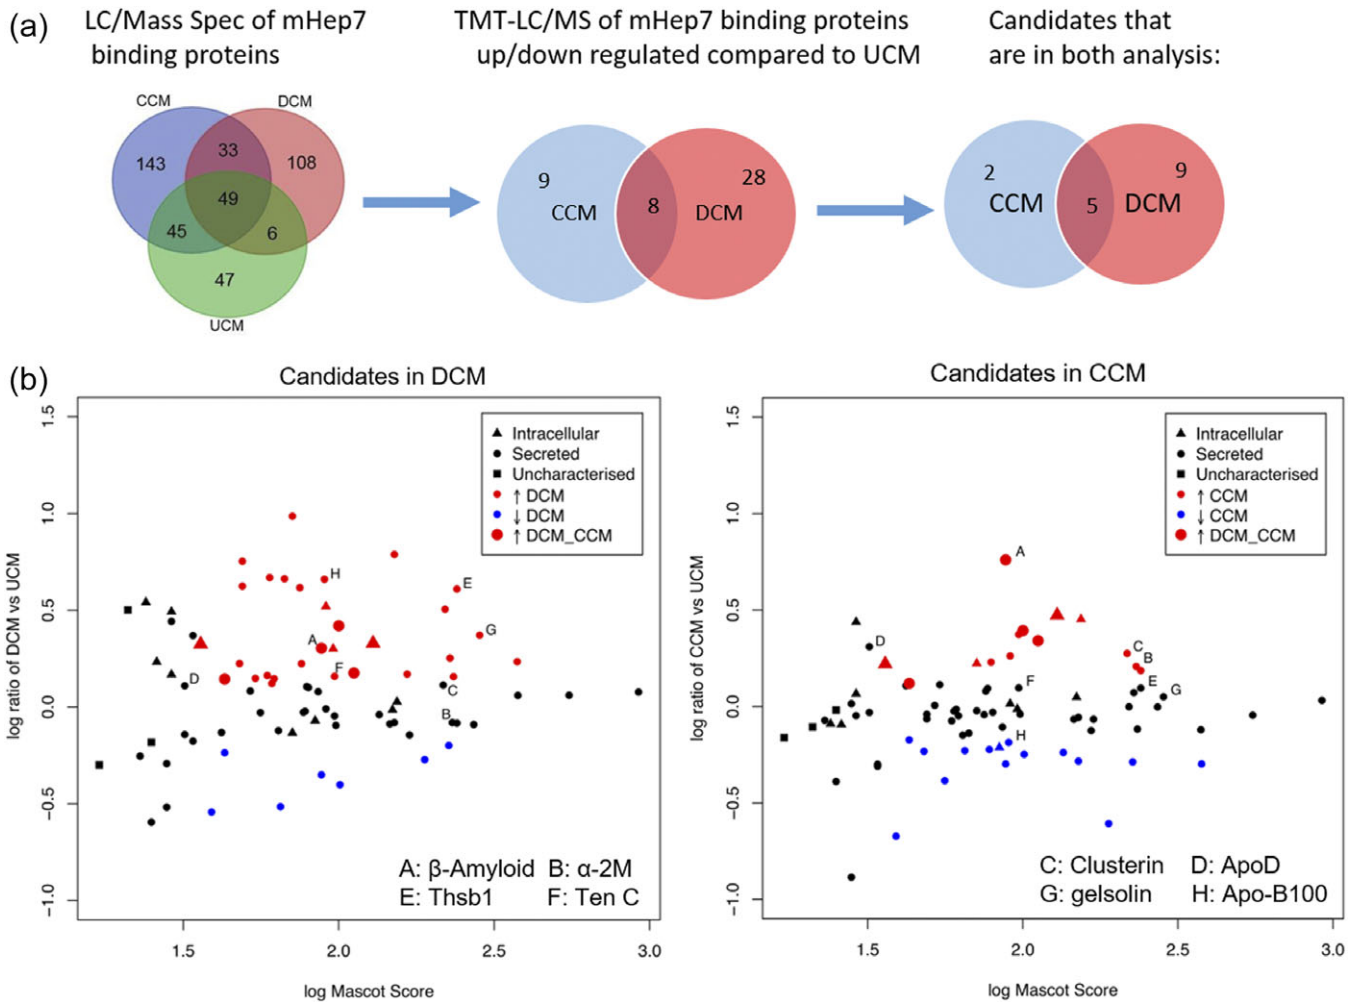 (a)
LC/Mass Spec of mHep7
binding proteins
TMT-LC/MS of mHep7 binding proteins
up/down regulated compared to UCM
Candidates that
are in both analysis:
CCM
DCM
143
33
108
49
45
6
47
UCM
9
CCM
8
28
DCM
2
CCM
5
9
DCM
(b)
Candidates in DCM
▲ Intracellular
● Secreted
■ Uncharacterised
● ↑ DCM
● ↓ DCM
● ↑ DCM_CCM
log ratio of DCM vs UCM
1.5
1.0
0.5
0.0
−0.5
−1.0
H
E
G
A
F
D
C
B
A: β-Amyloid B: α-2M
E: Thsb1 F: Ten C
1.5 2.0 2.5 3.0
log Mascot Score
Candidates in CCM
▲ Intracellular
● Secreted
■ Uncharacterised
● ↑ CCM
● ↓ CCM
● ↑ DCM_CCM
log ratio of CCM vs UCM
1.5
1.0
0.5
0.0
−0.5
−1.0
A
D
C
B
F
E
G
H
C: Clusterin D: ApoD
G: gelsolin H: Apo-B100
1.5 2.0 2.5 3.0
log Mascot Score